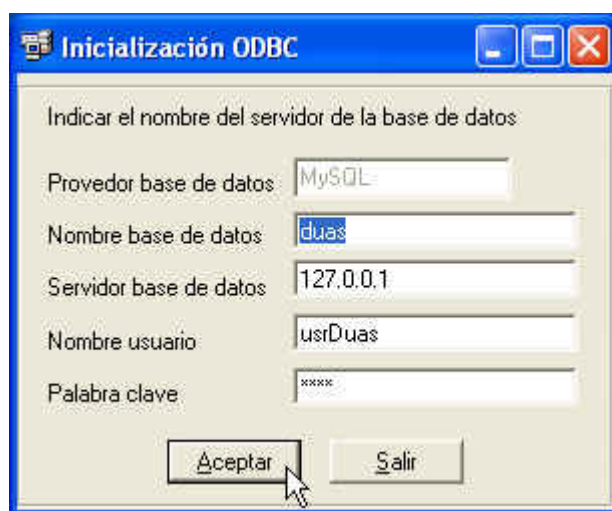 Inicialización ODBC
Indicar el nombre del servidor de la base de datos
Provedor base de datos MySQL
Nombre base de datos duas
Servidor base de datos 127.0.0.1
Nombre usuario usrDuas
Palabra clave ****
Aceptar Salir